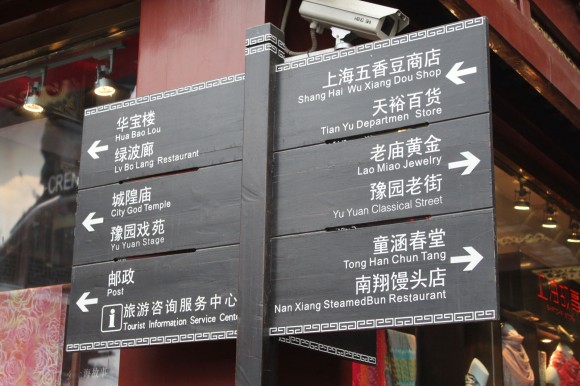 华宝楼
Hua Bao Lou
绿波廊
Lv Bo Lang Restaurant
城隍庙
City God Temple
豫园戏苑
Yu Yuan Stage
邮政
Post
旅游咨询服务中心
Tourist Information Service Cente
上海五香豆商店
Shang Hai Wu Xiang Dou Shop
天裕百货
Tian Yu Departmen Store
老庙黄金
Lao Miao Jewelry
豫园老街
Yu Yuan Classical Street
童涵春堂
Tong Han Chun Tang
南翔馒头店
Nan Xiang SteamedBun Restaurant